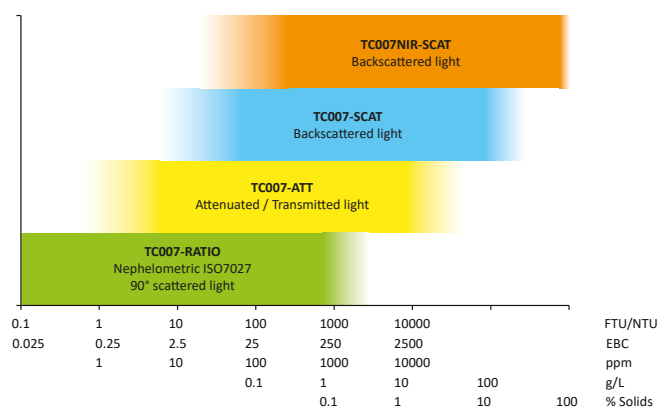 TC007NIR-SCAT
Backscattered light
TC007-SCAT
Backscattered light
TC007-ATT
Attenuated / Transmitted light
TC007-RATIO
Nephelometric ISO7027
90° scattered light
0.1 1 10 100 1000 10000 FTU/NTU
0.025 0.25 2.5 25 250 2500 EBC
1 10 100 1000 10000 ppm
0.1 1 10 100 g/L
0.1 1 10 100 % Solids